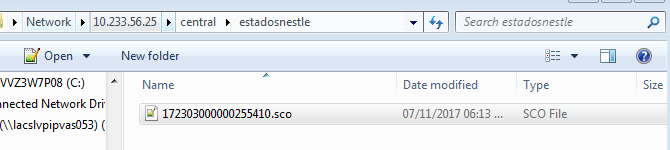 Network 10.233.56.25 central estadosnestle Search estadosnestle
Open New folder
VVZ3W7P08 (C:) Name Date modified Type Size
nnected Network Driv 172303000000255410.sco 07/11/2017 06:13 ... SCO File
(\\lacslvpipvas053) (